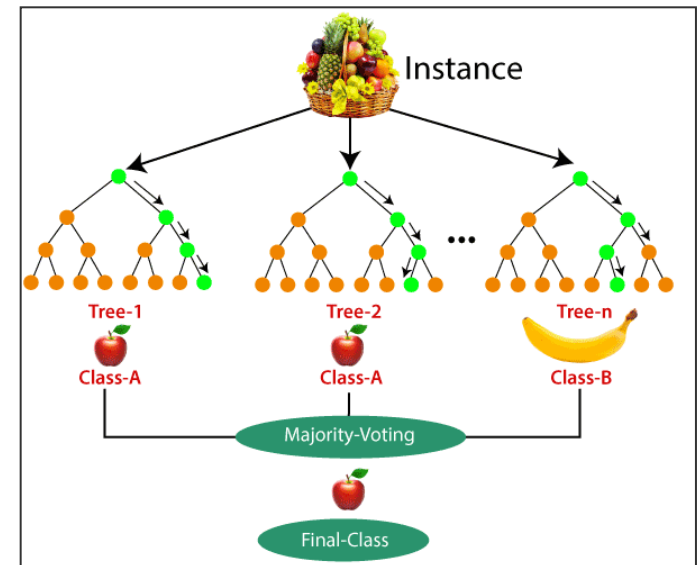 Instance
...
Tree-1
Tree-2
Tree-n
Class-A
Class-A
Class-B
Majority-Voting
Final-Class